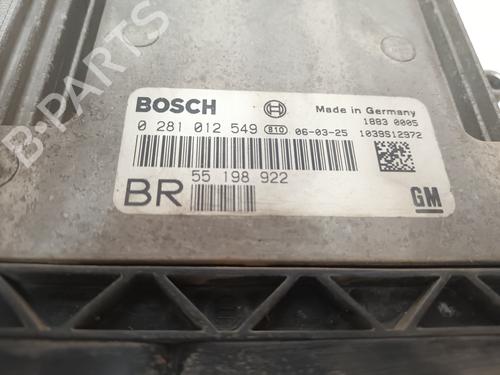 BOSCH Made in Germany
1883 0005
0 281 012 549 810 06-03-25 1039S12972
55 198 922
BR
GM
B-PARTS